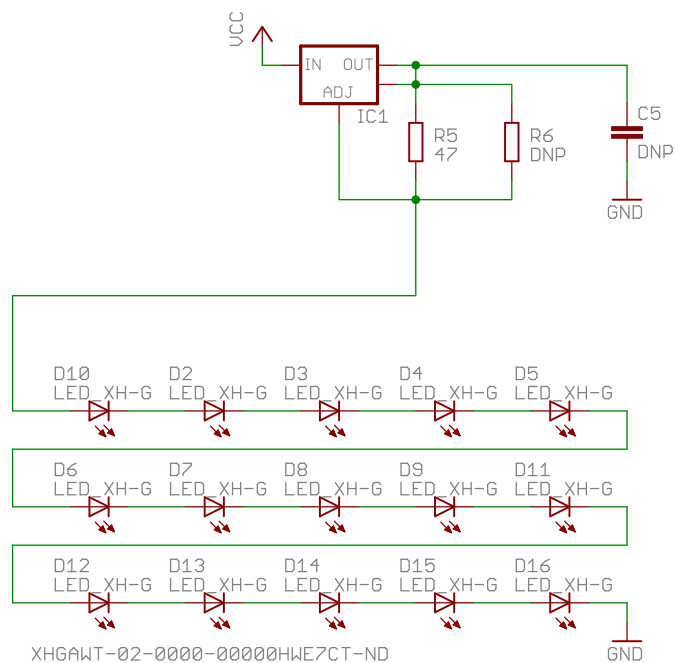 VCC
IN OUT
ADJ
IC1
R5
47
R6
DNP
C5
DNP
GND
D10 D2 D3 D4 D5
LED_XH-G LED_XH-G LED_XH-G LED_XH-G LED_XH-G
D6 D7 D8 D9 D11
LED_XH-G LED_XH-G LED_XH-G LED_XH-G LED_XH-G
D12 D13 D14 D15 D16
LED_XH-G LED_XH-G LED_XH-G LED_XH-G LED_XH-G
XHGAWT-02-0000-00000HWE7CT-ND
GND